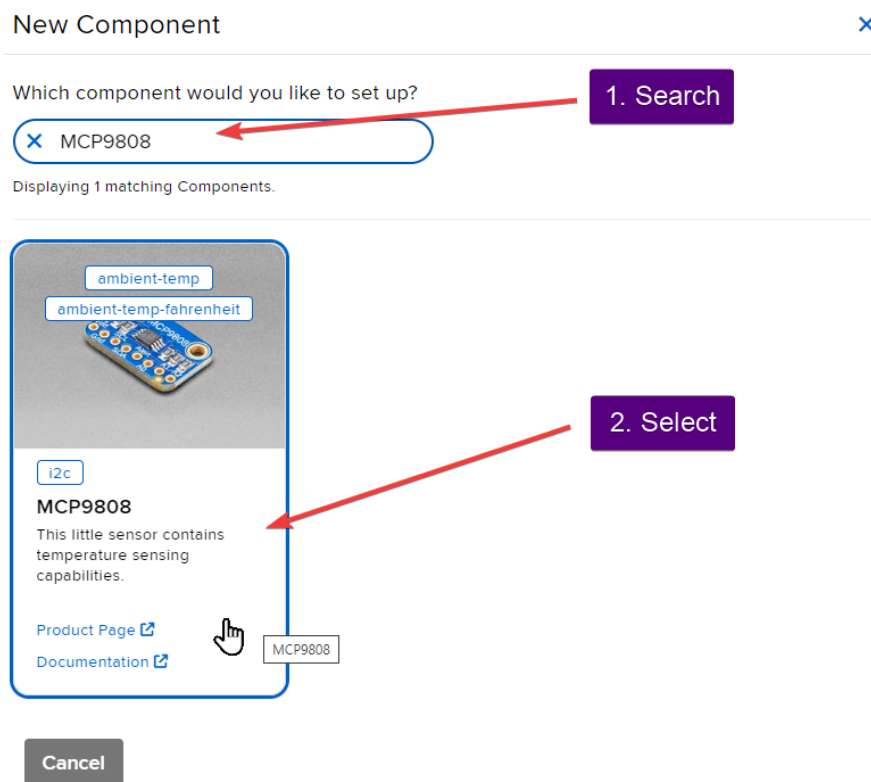 New Component
Which component would you like to set up?
1. Search
MCP9808
Displaying 1 matching Components.
ambient-temp
ambient-temp-fahrenheit
MCP9808
2. Select
i2c
MCP9808
This little sensor contains
temperature sensing
capabilities.
Product Page
Documentation
MCP9808
Cancel